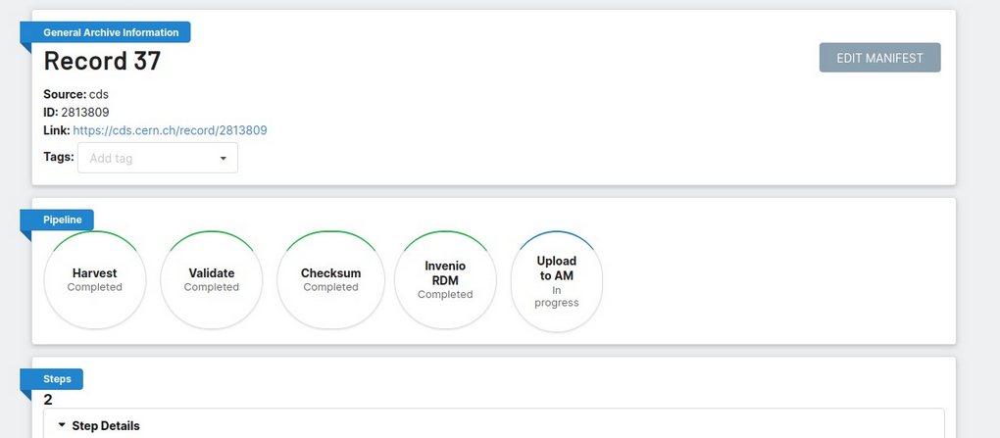 General Archive Information
Record 37
EDIT MANIFEST
Source: cds
ID: 2813809
Link: https://cds.cern.ch/record/2813809
Tags: Add tag
Pipeline
Harvest
Completed
Validate
Completed
Checksum
Completed
Invenio
RDM
Completed
Upload
to AM
In
progress
Steps
2
Step Details